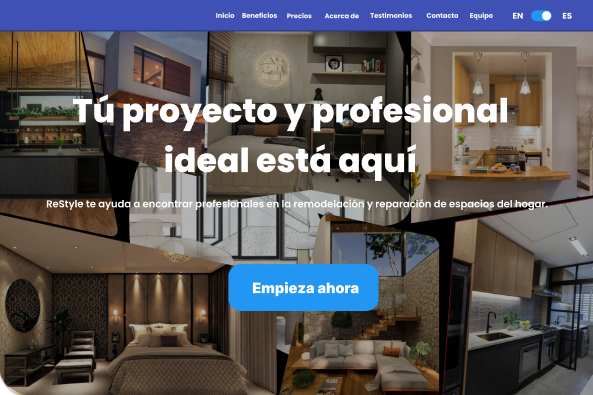 Inicio Beneficios Precios Acerca de Testimonios Contacto Equipo EN ES
Tú proyecto y profesional
ideal está aquí
ReStyle te ayuda a encontrar profesionales en la remodelación y reparación de espacios del hogar.
Empieza ahora